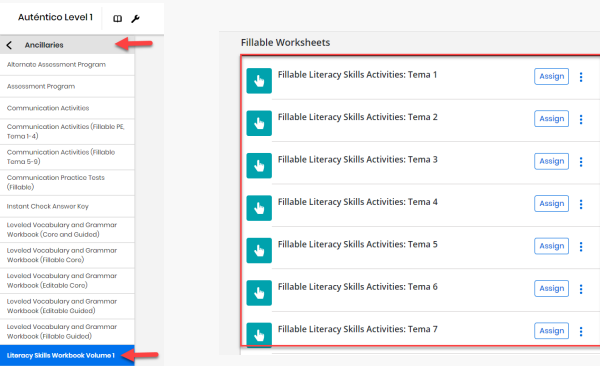 Auténtico Level 1
Ancillaries
Alternate Assessment Program
Assessment Program
Communication Activities
Communication Activities (Fillable PE,
Tema 1-4)
Communication Activities (Fillable
Tema 5-9)
Communication Practice Tests
(Fillable)
Instant Check Answer Key
Leveled Vocabulary and Grammar
Workbook (Core and Guided)
Leveled Vocabulary and Grammar
Workbook (Fillable Core)
Leveled Vocabulary and Grammar
Workbook (Editable Core)
Leveled Vocabulary and Grammar
Workbook (Editable Guided)
Leveled Vocabulary and Grammar
Workbook (Fillable Guided)
Literacy Skills Workbook Volume 1
Fillable Worksheets
Fillable Literacy Skills Activities: Tema 1 Assign
Fillable Literacy Skills Activities: Tema 2 Assign
Fillable Literacy Skills Activities: Tema 3 Assign
Fillable Literacy Skills Activities: Tema 4 Assign
Fillable Literacy Skills Activities: Tema 5 Assign
Fillable Literacy Skills Activities: Tema 6 Assign
Fillable Literacy Skills Activities: Tema 7 Assign